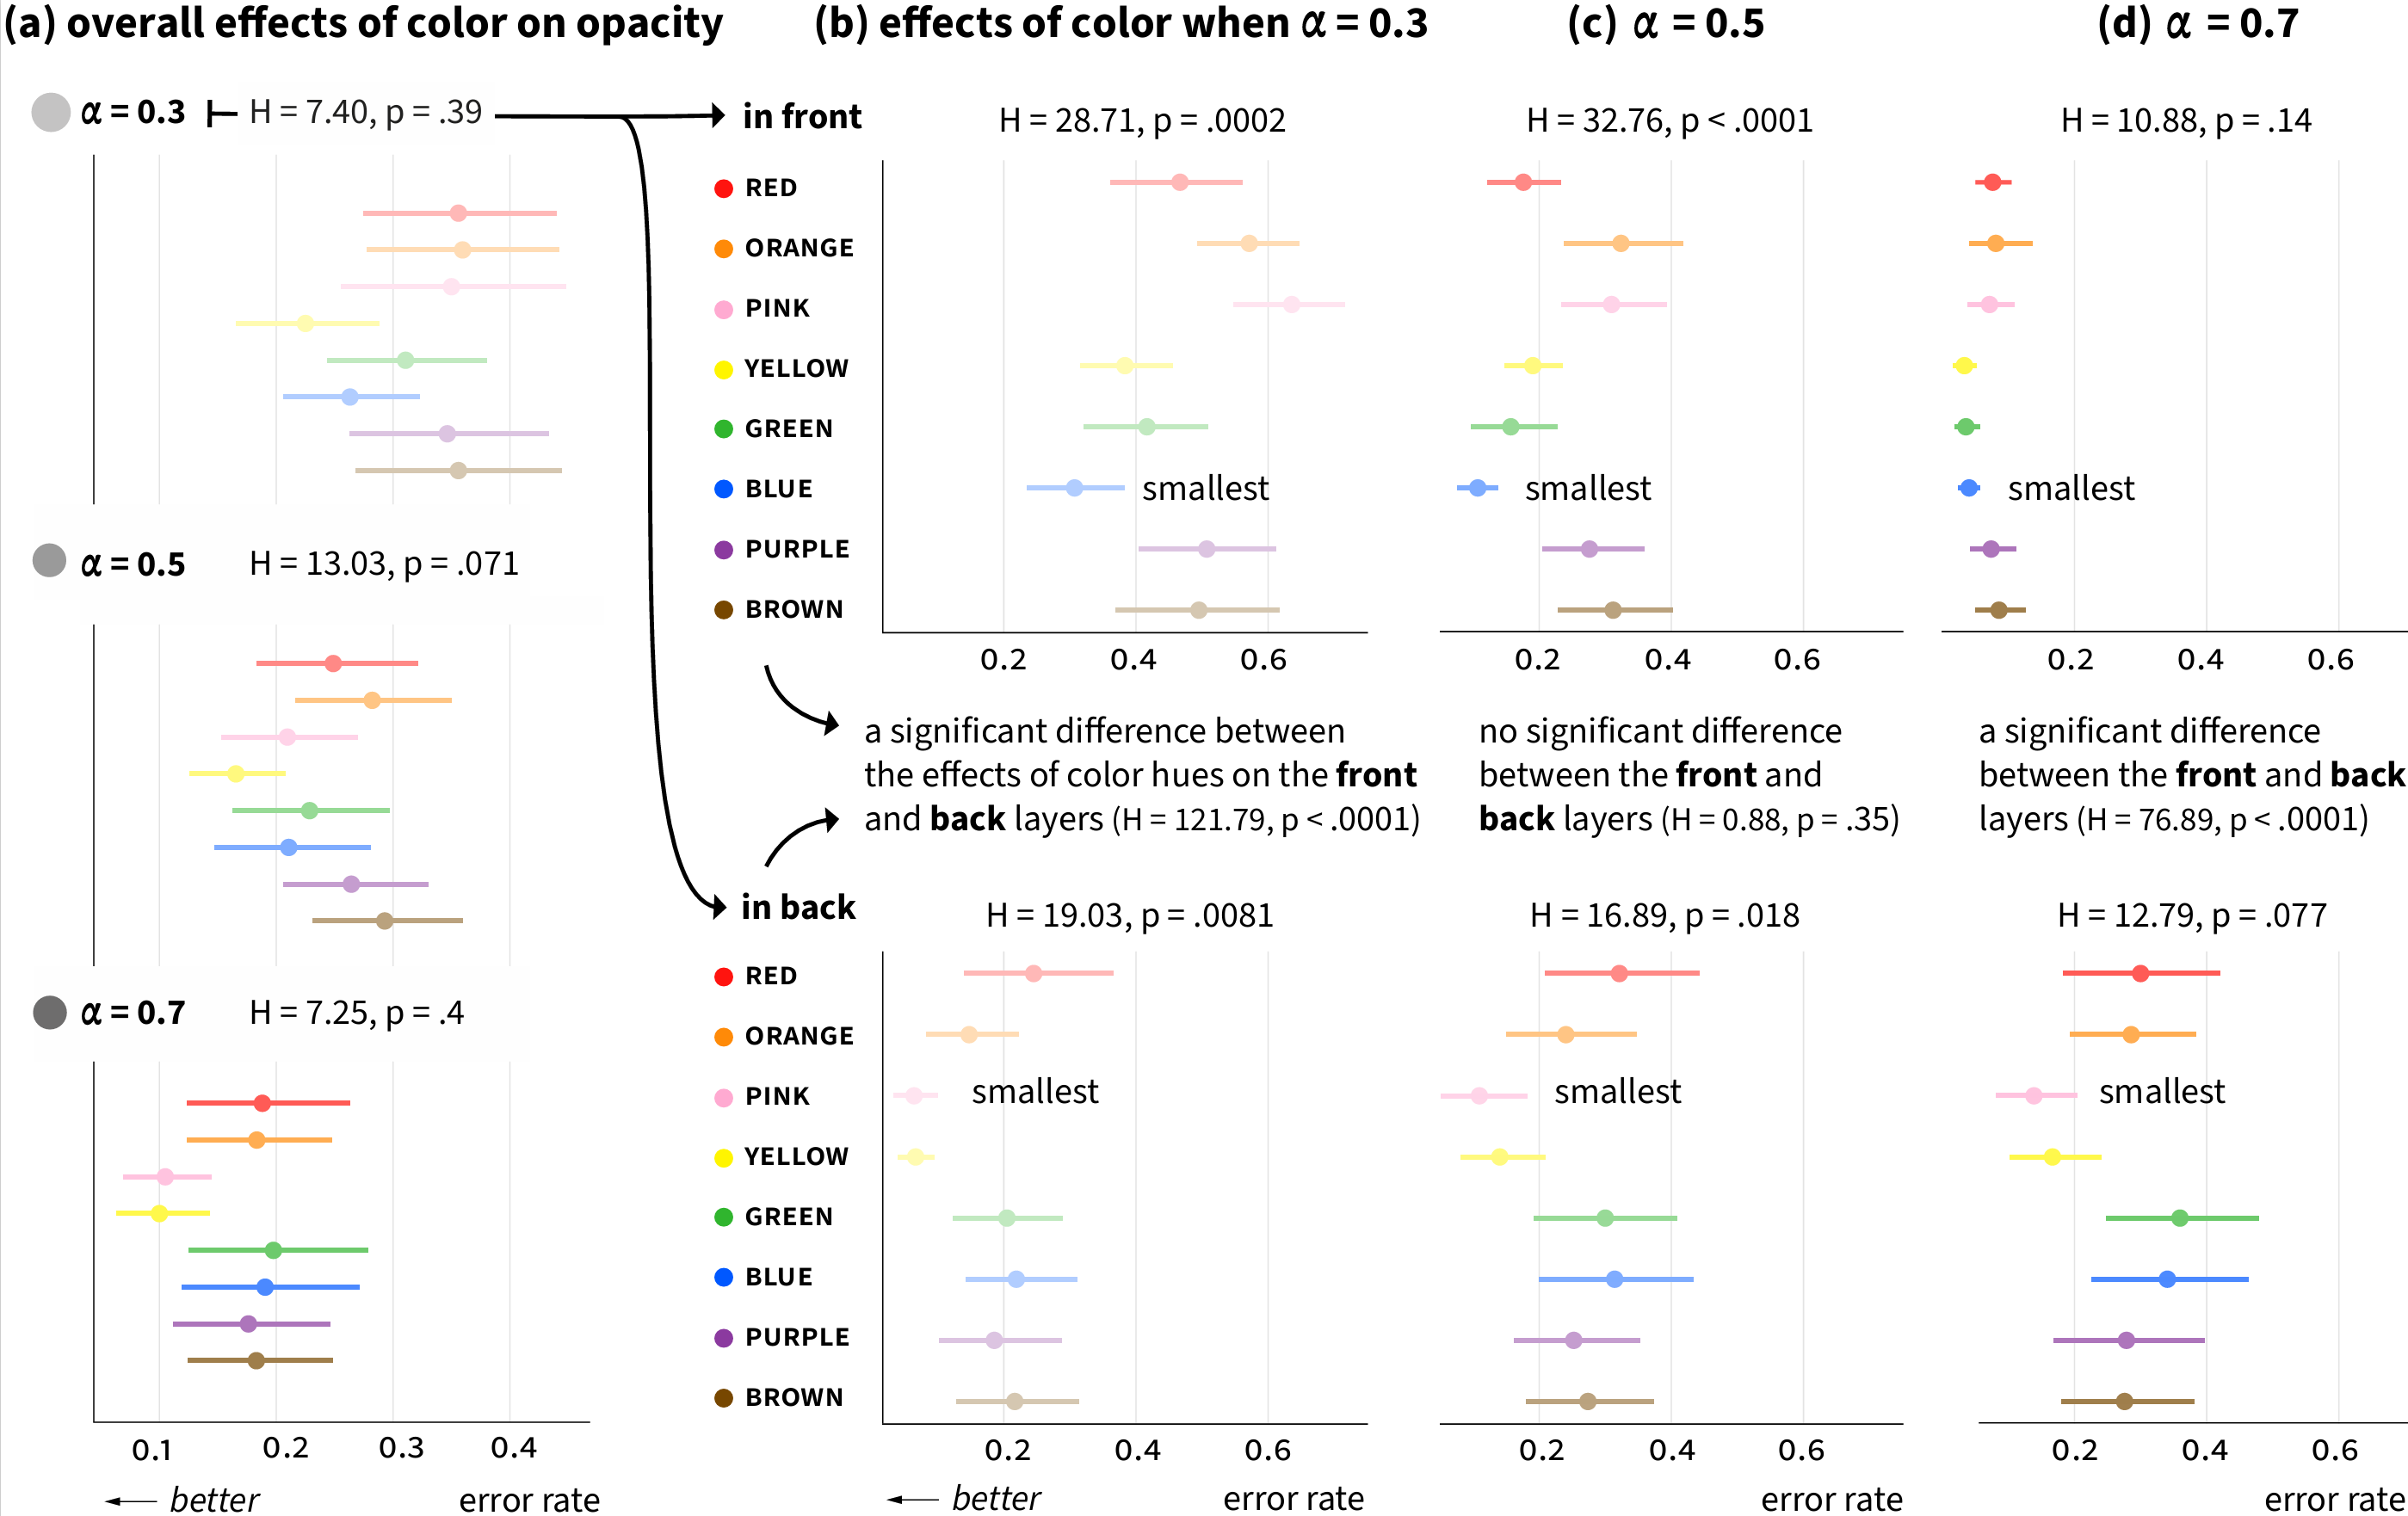 (a) overall effects of color on opacity
α = 0.3 H = 7.40, p = .39
α = 0.5 H = 13.03, p = .071
α = 0.7 H = 7.25, p = .4
0.1 0.2 0.3 0.4
better error rate
(b) effects of color when α = 0.3
(c) α = 0.5
(d) α = 0.7
in front
H = 28.71, p = .0002
H = 32.76, p < .0001
H = 10.88, p = .14
RED
ORANGE
PINK
YELLOW
GREEN
BLUE
smallest
smallest
smallest
PURPLE
BROWN
0.2 0.4 0.6
0.2 0.4 0.6
0.2 0.4 0.6
a significant difference between
the effects of color hues on the front
and back layers (H = 121.79, p < .0001)
no significant difference
between the front and
back layers (H = 0.88, p = .35)
a significant difference
between the front and back
layers (H = 76.89, p < .0001)
in back
H = 19.03, p = .0081
H = 16.89, p = .018
H = 12.79, p = .077
RED
ORANGE
PINK
smallest
smallest
smallest
YELLOW
GREEN
BLUE
PURPLE
BROWN
0.2 0.4 0.6
0.2 0.4 0.6
0.2 0.4 0.6
better error rate
error rate
error rate